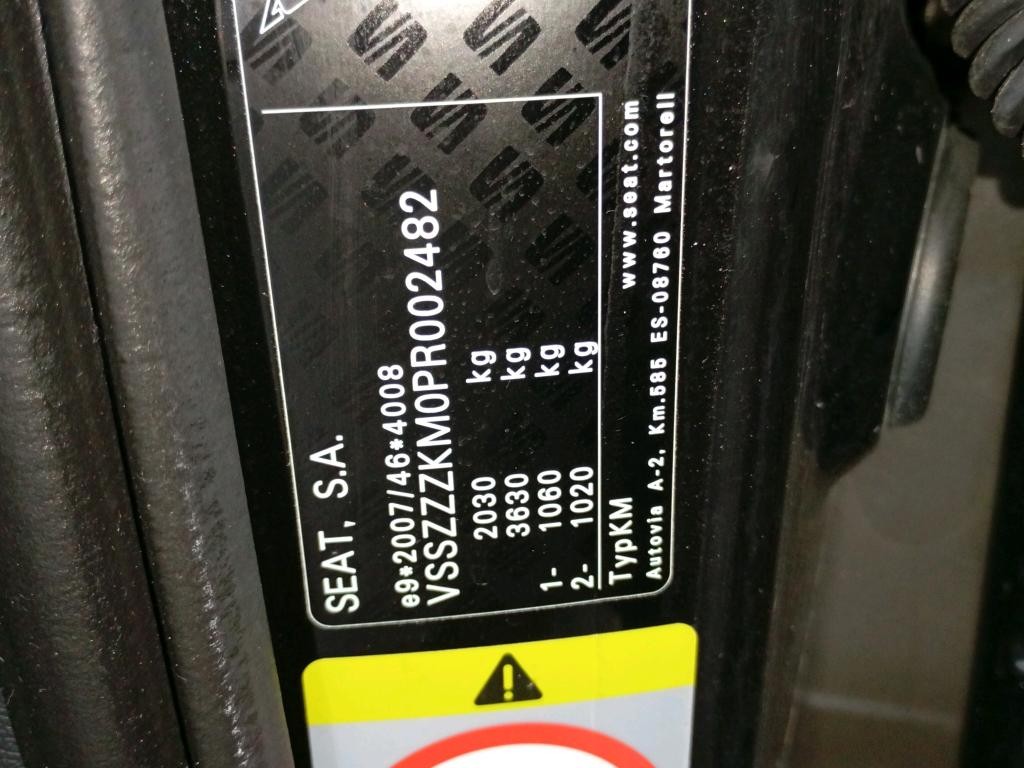 SEAT, S.A.
e9*2007/46*4008
VSSZZZKM0PR002482
2030 kg
3630 kg
1- 1060 kg
2- 1020 kg
TypKM www.seat.com
Autovia A-2, Km.585 ES-08760 Martorell